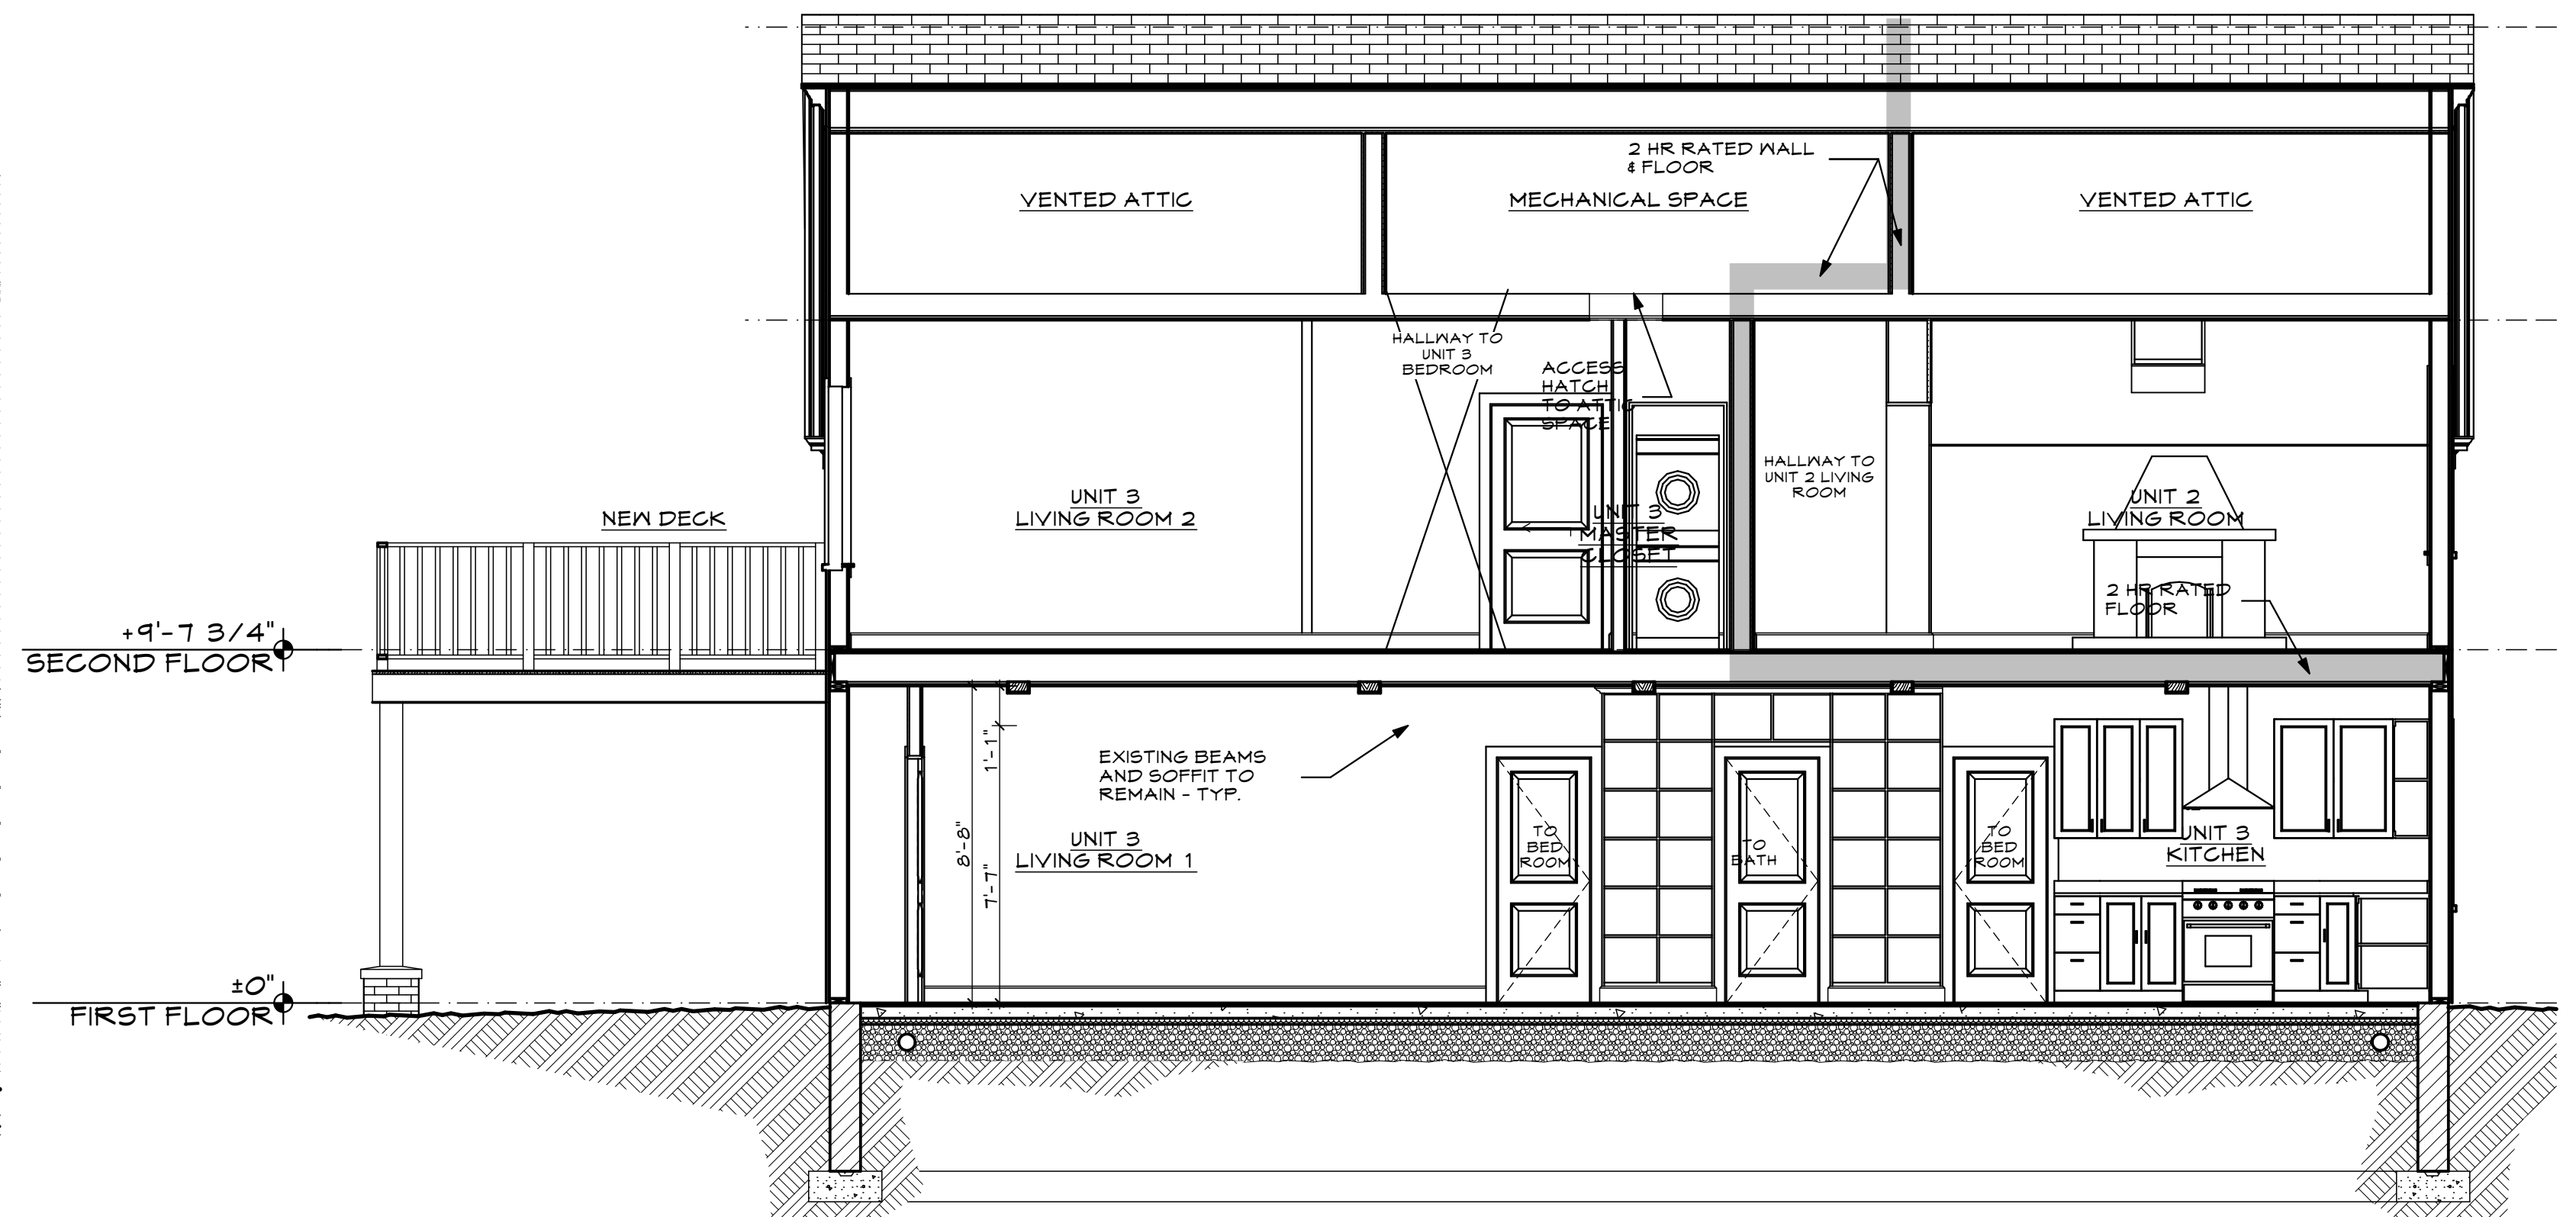 2 HR RATED WALL
& FLOOR
VENTED ATTIC
MECHANICAL SPACE
VENTED ATTIC
HALLWAY TO
UNIT 3
BEDROOM
ACCESS
HATCH
TO ATTIC
SPACE
HALLWAY TO
UNIT 2 LIVING
ROOM
UNIT 3
LIVING ROOM 2
UNIT 3
MASTER
CLOSET
UNIT 2
LIVING ROOM
NEW DECK
2 HR RATED
FLOOR
+9'-7 3/4"
SECOND FLOOR
1'-1"
8'-8"
7'-7"
EXISTING BEAMS
AND SOFFIT TO
REMAIN - TYP.
UNIT 3
LIVING ROOM 1
TO
BED
ROOM
TO
BATH
TO
BED
ROOM
UNIT 3
KITCHEN
±0"
FIRST FLOOR